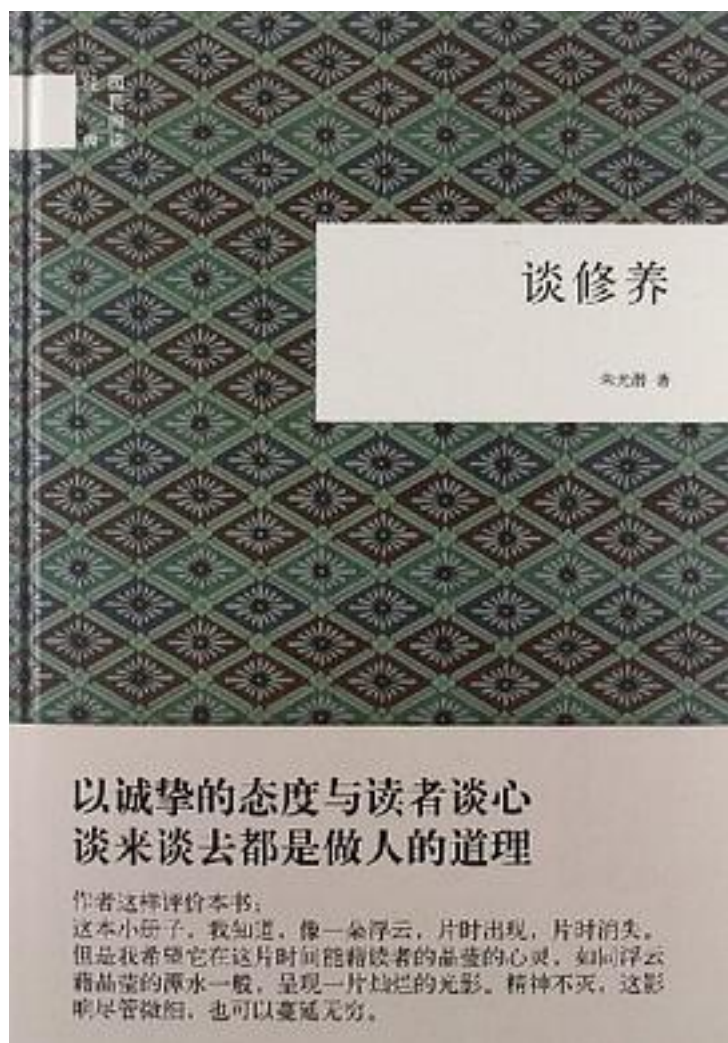 谈修养
朱光潜 著
以诚挚的态度与读者谈心
谈来谈去都是做人的道理
作者这样评价本书：
这本小册子，我知道，像一朵浮云，片时出现，片时消失。
但是我希望它在这片时间能藉读者的晶莹的心灵，如同浮云
藉晶莹的潭水一般，呈现一片灿烂的光影。精神不灭，这影
响尽管微细，也可以蔓延无穷。